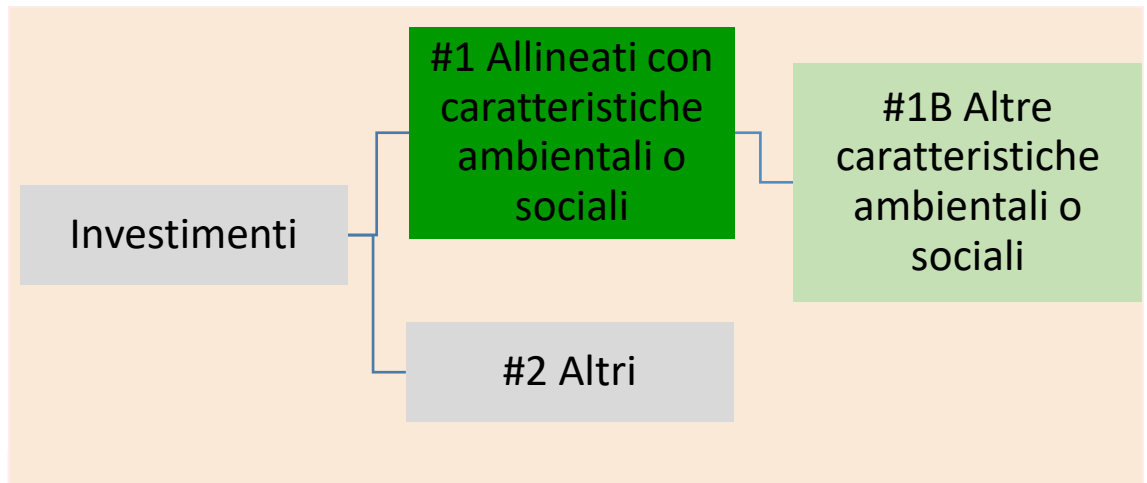 Investimenti
#1 Allineati con
caratteristiche
ambientali o
sociali
#1B Altre
caratteristiche
ambientali o
sociali
#2 Altri